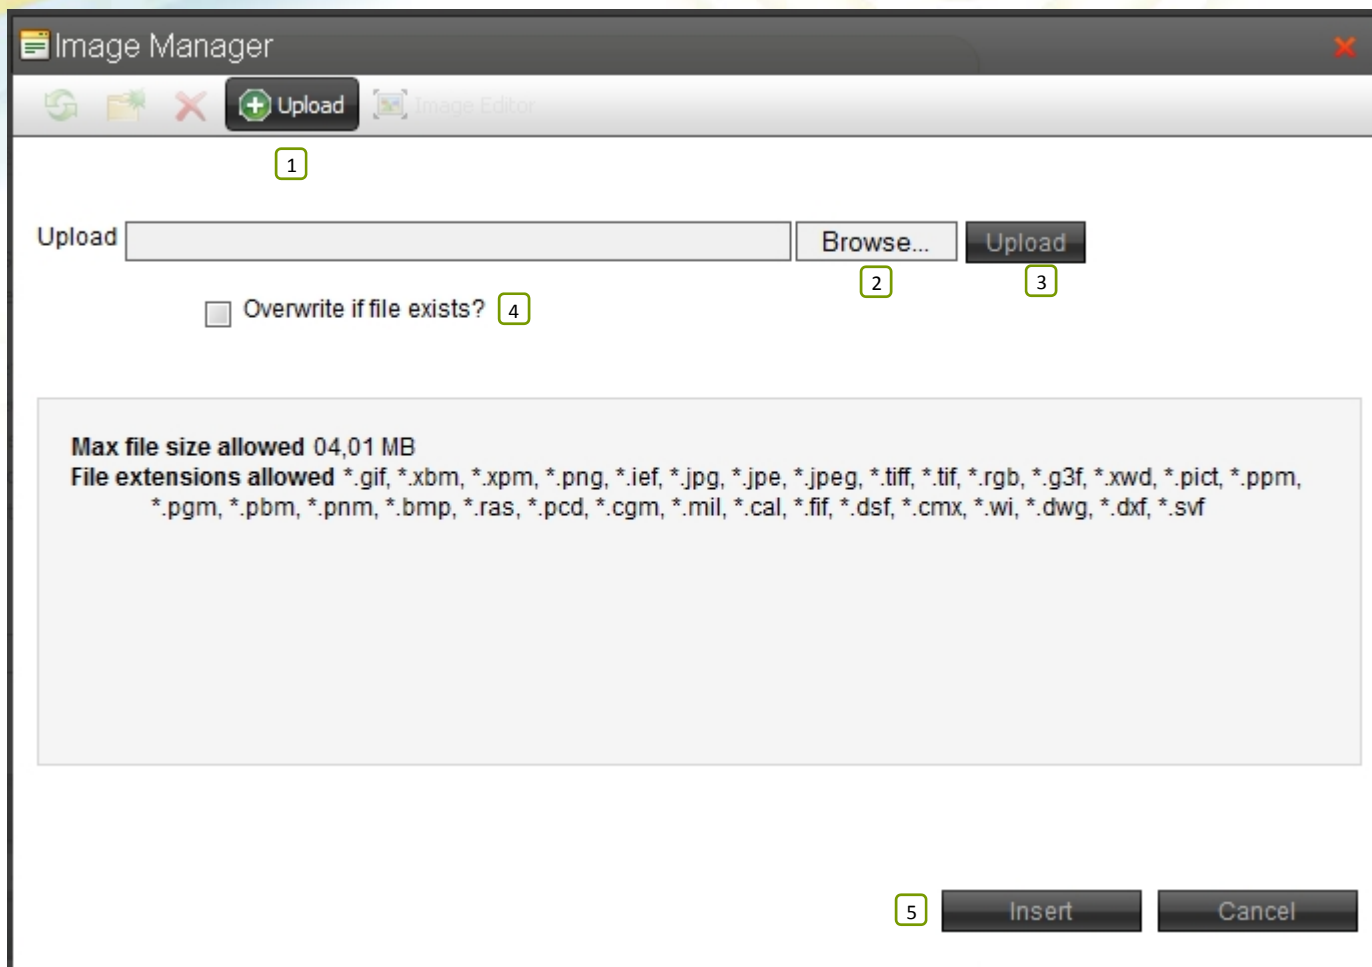 Image Manager
Upload Image Editor
1
Upload Browse... Upload
2 3
Overwrite if file exists? 4
Max file size allowed 04,01 MB
File extensions allowed *.gif, *.xbm, *.xpm, *.png, *.ief, *.jpg, *.jpe, *.jpeg, *.tiff, *.tif, *.rgb, *.g3f, *.xwd, *.pict, *.ppm,
*.pgm, *.pbm, *.pnm, *.bmp, *.ras, *.pcd, *.cgm, *.mil, *.cal, *.fif, *.dsf, *.cmx, *.wi, *.dwg, *.dxf, *.svf
5 Insert Cancel